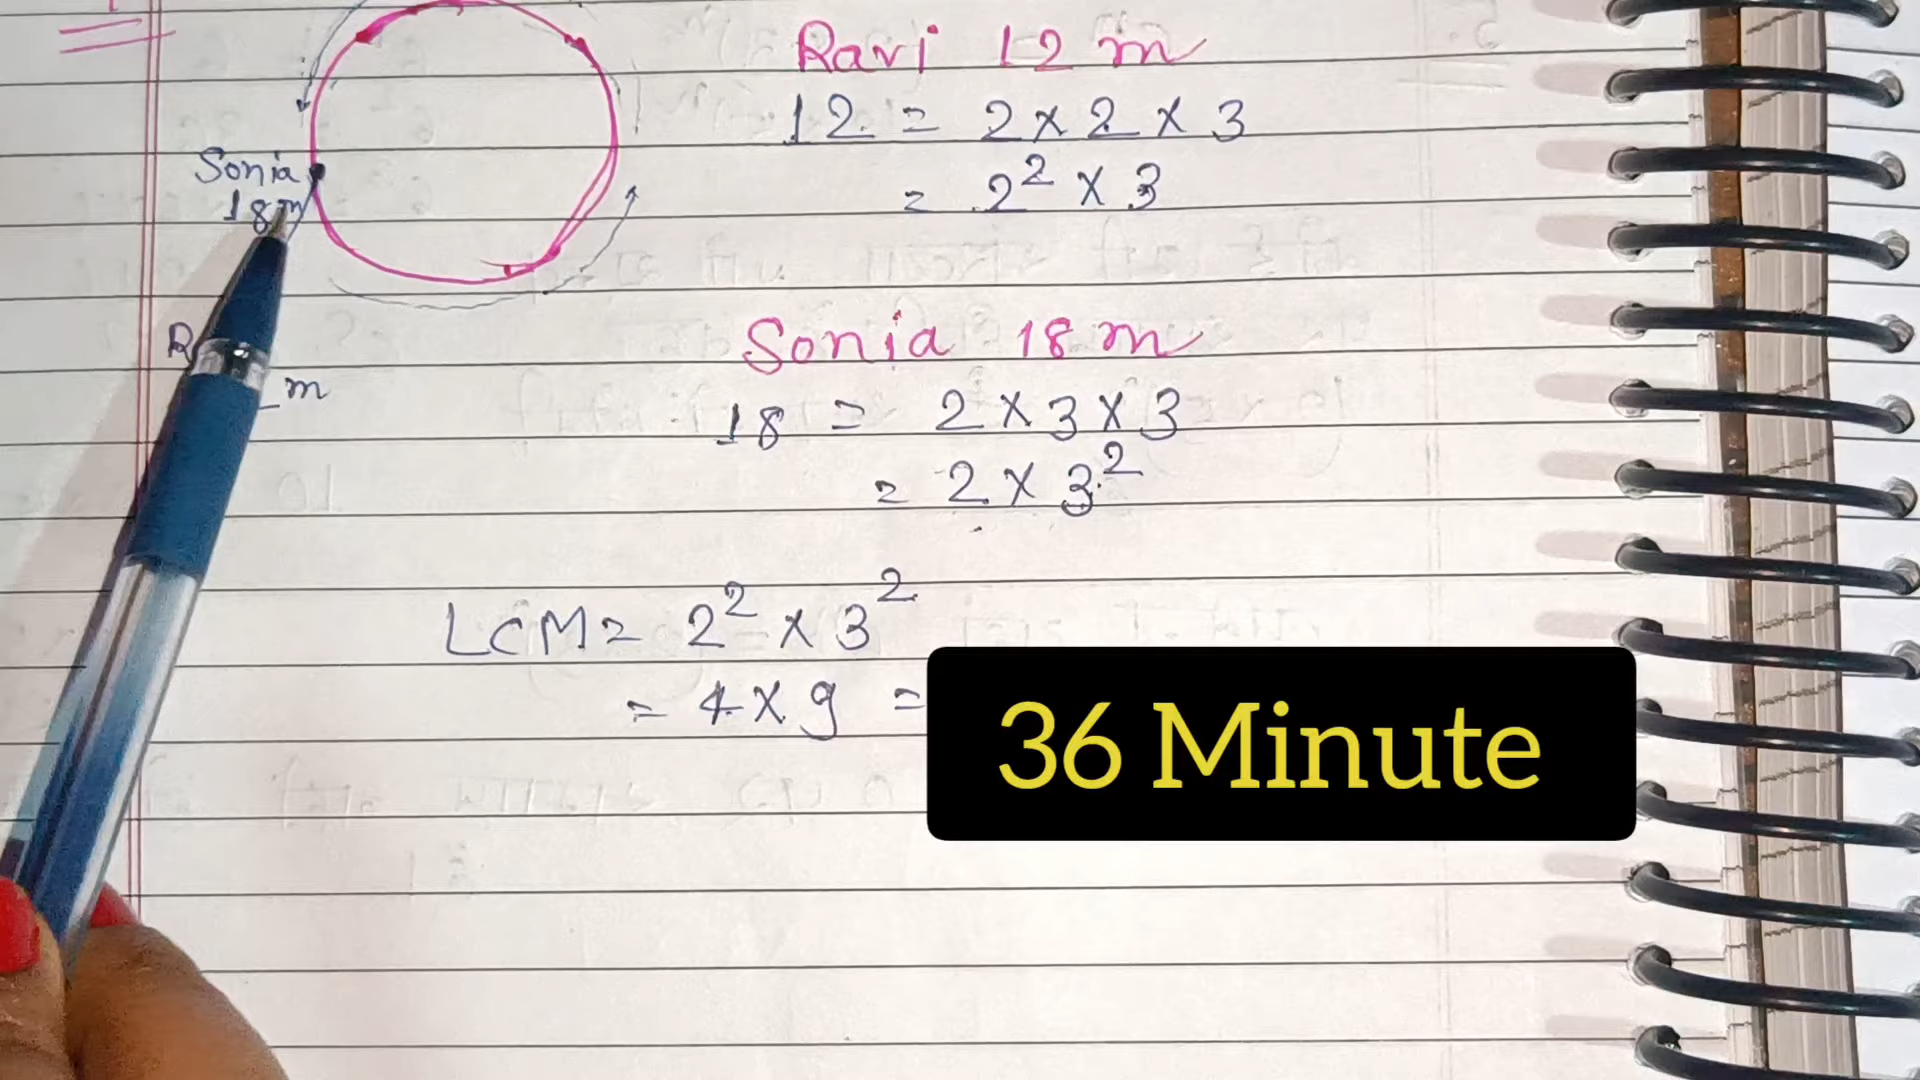 Ravi 12 m
12 = 2 x 2 x 3
= 2² x 3
Sonia
18m
Sonia 18 m
m
18 = 2 x 3 x 3
= 2 x 3²
LCM = 2² x 3²
= 4 x 9 =
36 Minute